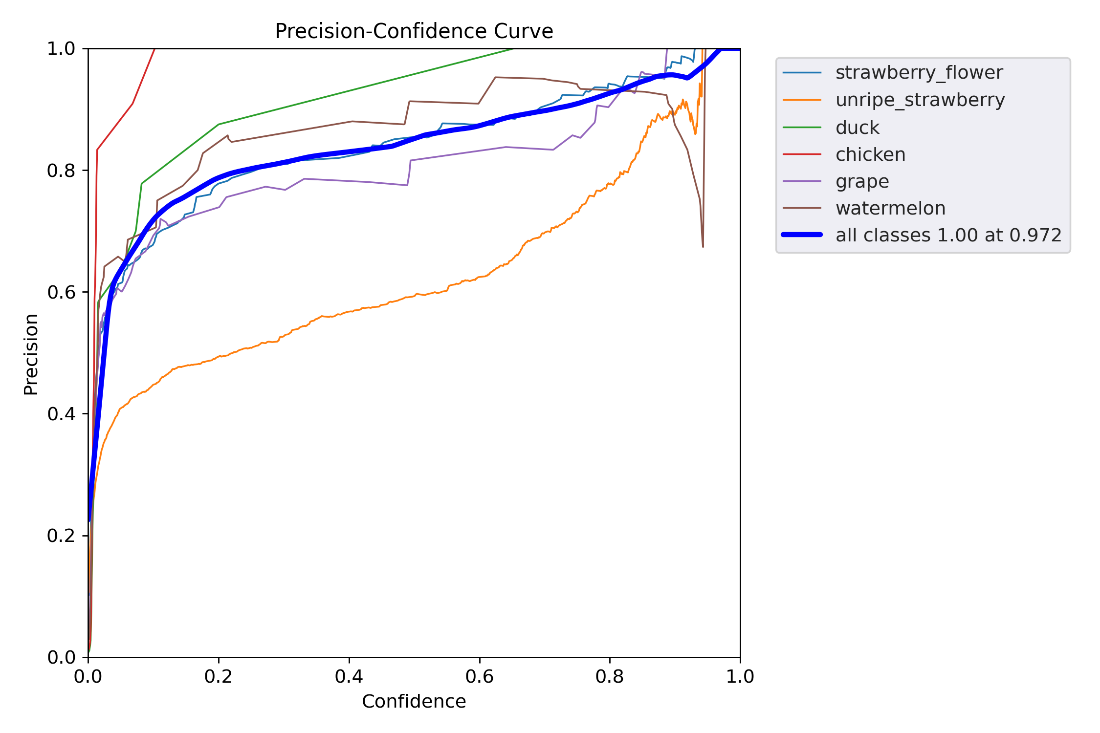 Precision-Confidence Curve
1.0
0.8
0.6
0.4
0.2
0.0
Precision
0.0 0.2 0.4 0.6 0.8 1.0
Confidence
strawberry_flower
unripe_strawberry
duck
chicken
grape
watermelon
all classes 1.00 at 0.972